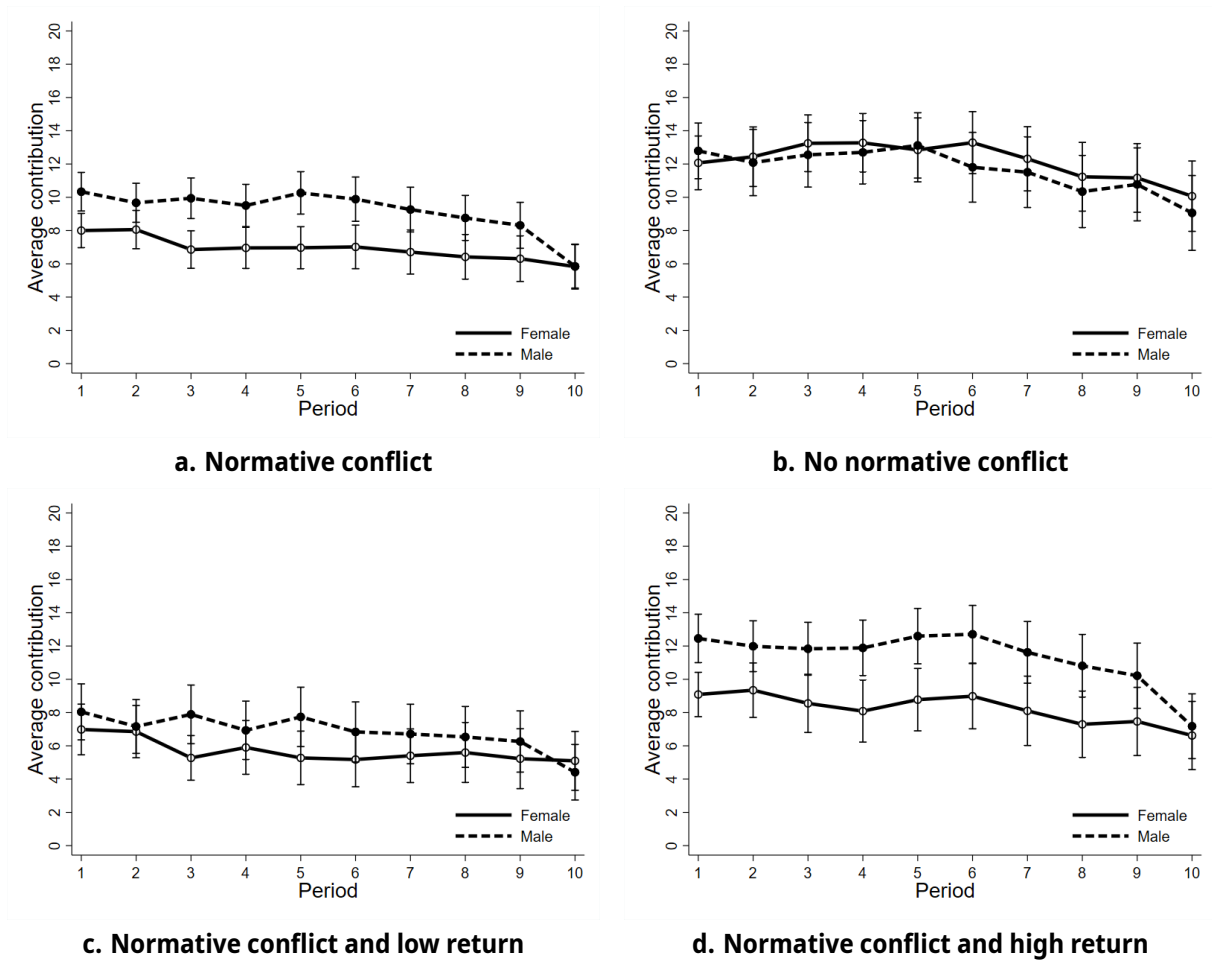 Average contribution
20
18
16
14
12
10
8
6
4
2
0
1 2 3 4 5 6 7 8 9 10
Period
Female
Male
a. Normative conflict
Average contribution
20
18
16
14
12
10
8
6
4
2
0
1 2 3 4 5 6 7 8 9 10
Period
Female
Male
b. No normative conflict
Average contribution
20
18
16
14
12
10
8
6
4
2
0
1 2 3 4 5 6 7 8 9 10
Period
Female
Male
c. Normative conflict and low return
Average contribution
20
18
16
14
12
10
8
6
4
2
0
1 2 3 4 5 6 7 8 9 10
Period
Female
Male
d. Normative conflict and high return